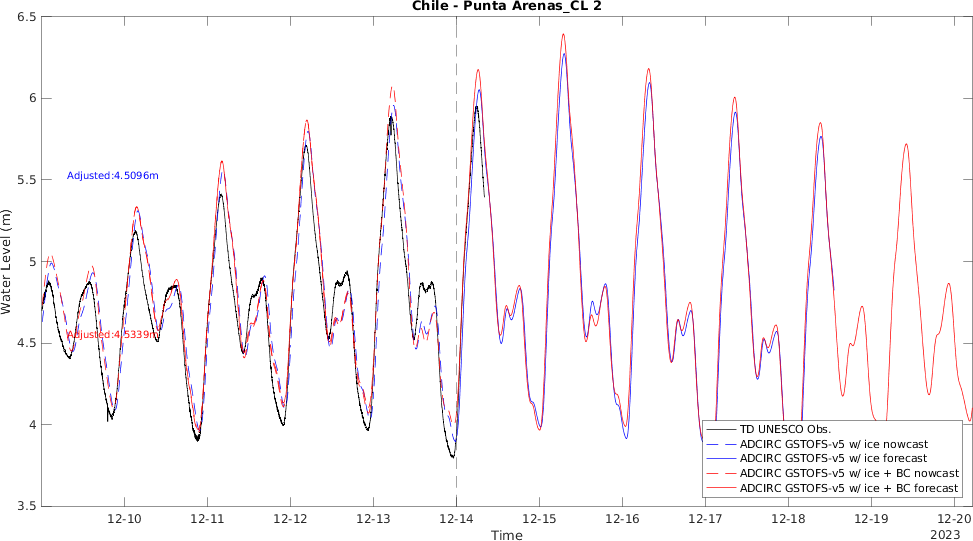 Chile - Punta Arenas_CL 2
6.5
6
5.5
5
4.5
4
3.5
Water Level (m)
Adjusted:4.5096m
Adjusted:4.5339m
TD UNESCO Obs.
ADCIRC GSTOFS-v5 w/ ice nowcast
ADCIRC GSTOFS-v5 w/ ice forecast
ADCIRC GSTOFS-v5 w/ ice + BC nowcast
ADCIRC GSTOFS-v5 w/ ice + BC forecast
12-10 12-11 12-12 12-13 12-14 12-15 12-16 12-17 12-18 12-19 12-20
Time 2023